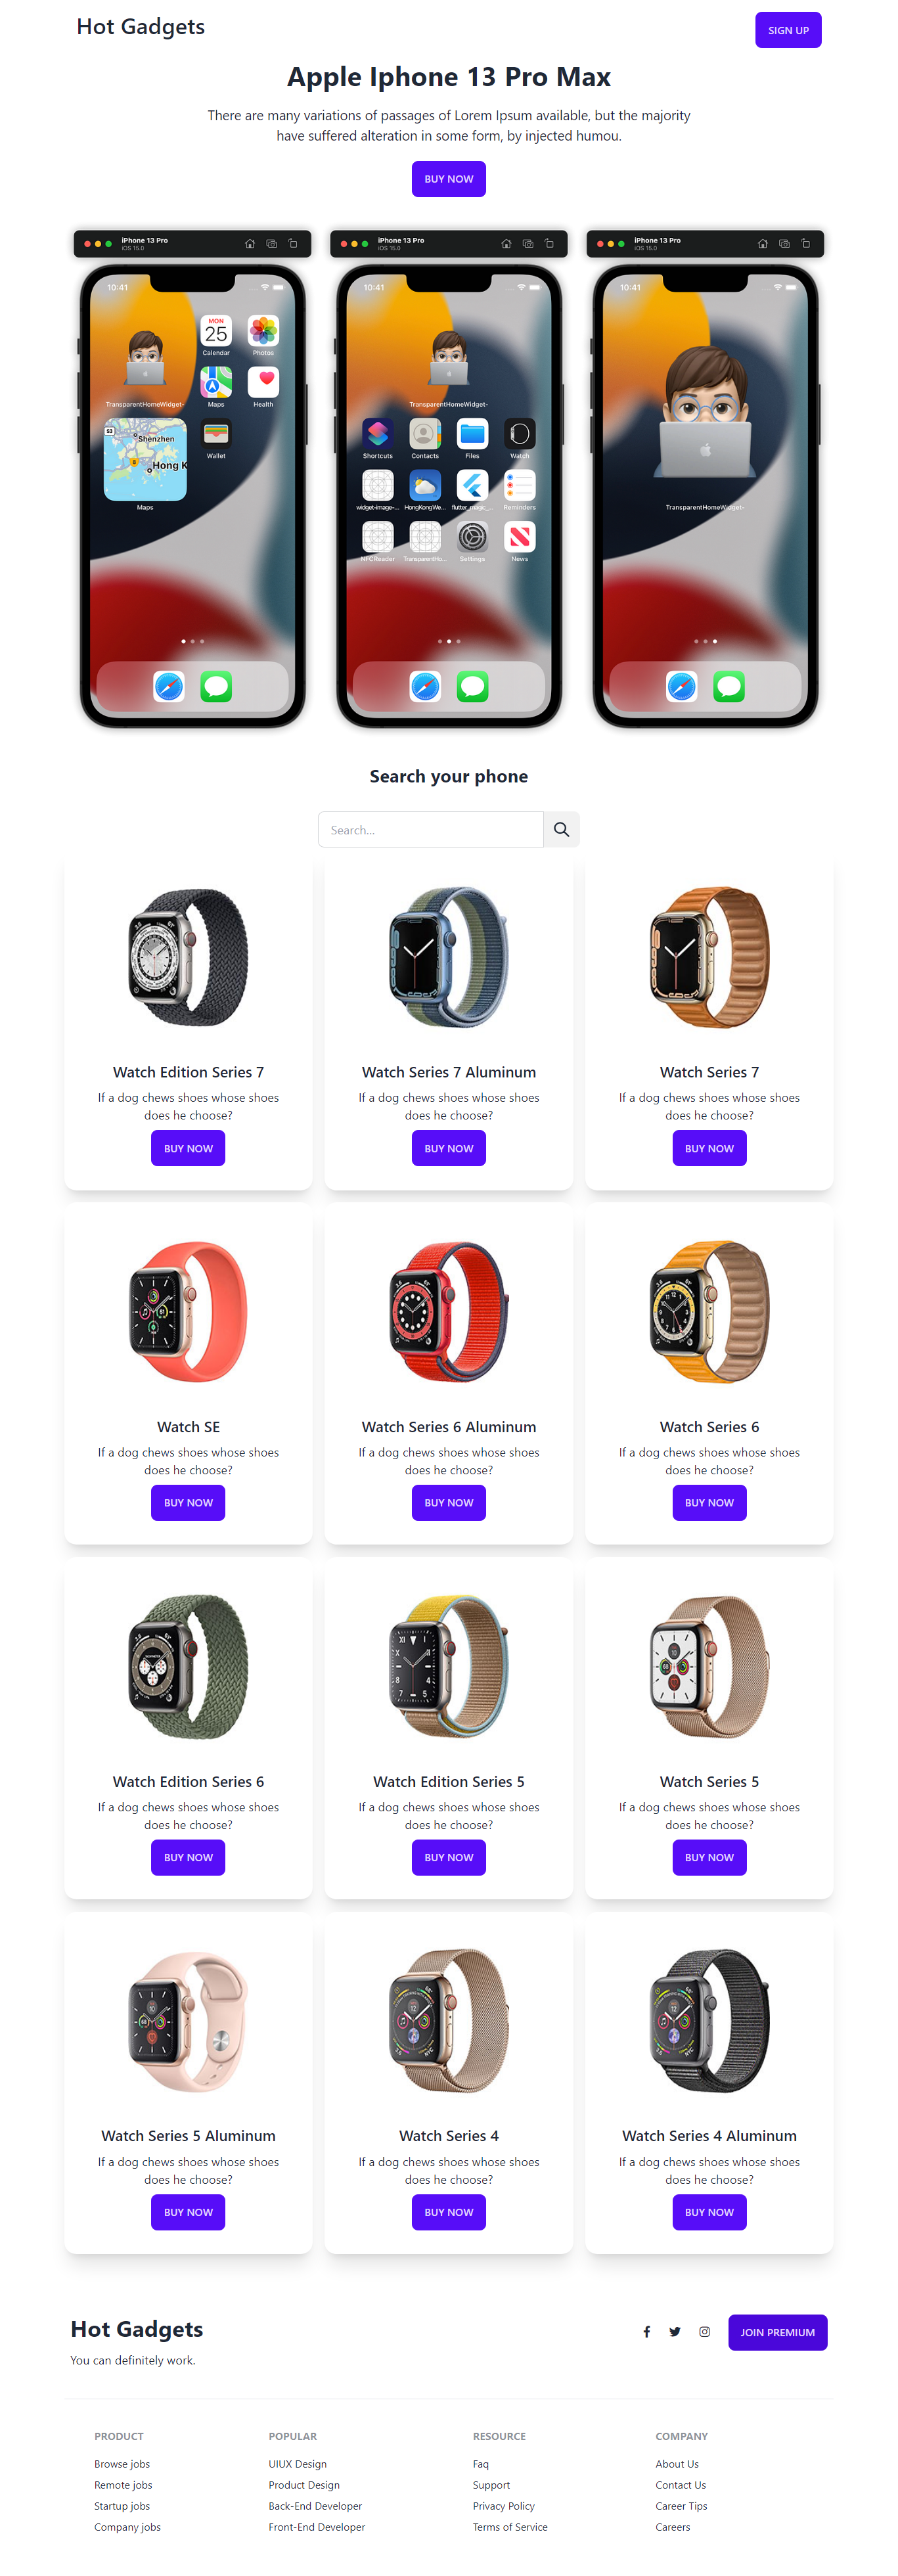 Hot Gadgets
SIGN UP
Apple Iphone 13 Pro Max
There are many variations of passages of Lorem Ipsum available, but the majority
have suffered alteration in some form, by injected humou.
BUY NOW
iPhone 13 Pro
iOS 15.0
10:41
MON
25
Calendar
Photos
Maps
Health
TransparentHomeWidget-
Shenzhen
Hong K
Wallet
Maps
iPhone 13 Pro
iOS 15.0
10:41
TransparentHomeWidget-
Shortcuts
Contacts
Files
Watch
widget-image-...
HongKongWe...
flutter_magic_...
Reminders
NFCReader
TransparentHo...
Settings
News
iPhone 13 Pro
iOS 15.0
10:41
TransparentHomeWidget-
Search your phone
Search...
Watch Edition Series 7
If a dog chews shoes whose shoes
does he choose?
BUY NOW
Watch Series 7 Aluminum
If a dog chews shoes whose shoes
does he choose?
BUY NOW
Watch Series 7
If a dog chews shoes whose shoes
does he choose?
BUY NOW
Watch SE
If a dog chews shoes whose shoes
does he choose?
BUY NOW
Watch Series 6 Aluminum
If a dog chews shoes whose shoes
does he choose?
BUY NOW
Watch Series 6
If a dog chews shoes whose shoes
does he choose?
BUY NOW
Watch Edition Series 6
If a dog chews shoes whose shoes
does he choose?
BUY NOW
Watch Edition Series 5
If a dog chews shoes whose shoes
does he choose?
BUY NOW
Watch Series 5
If a dog chews shoes whose shoes
does he choose?
BUY NOW
Watch Series 5 Aluminum
If a dog chews shoes whose shoes
does he choose?
BUY NOW
Watch Series 4
If a dog chews shoes whose shoes
does he choose?
BUY NOW
Watch Series 4 Aluminum
If a dog chews shoes whose shoes
does he choose?
BUY NOW
Hot Gadgets
You can definitely work.
JOIN PREMIUM
PRODUCT
Browse jobs
Remote jobs
Startup jobs
Company jobs
POPULAR
UIUX Design
Product Design
Back-End Developer
Front-End Developer
RESOURCE
Faq
Support
Privacy Policy
Terms of Service
COMPANY
About Us
Contact Us
Career Tips
Careers